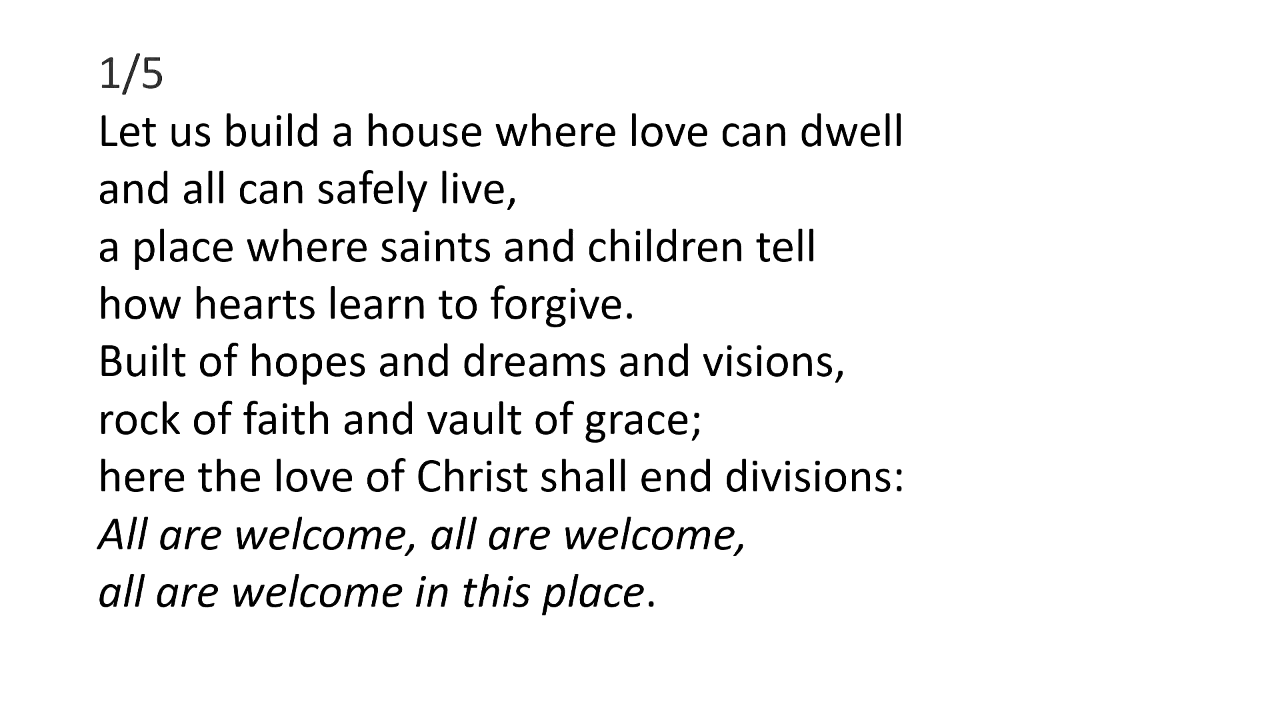 1/5
Let us build a house where love can dwell
and all can safely live,
a place where saints and children tell
how hearts learn to forgive.
Built of hopes and dreams and visions,
rock of faith and vault of grace;
here the love of Christ shall end divisions:
All are welcome, all are welcome,
all are welcome in this place.